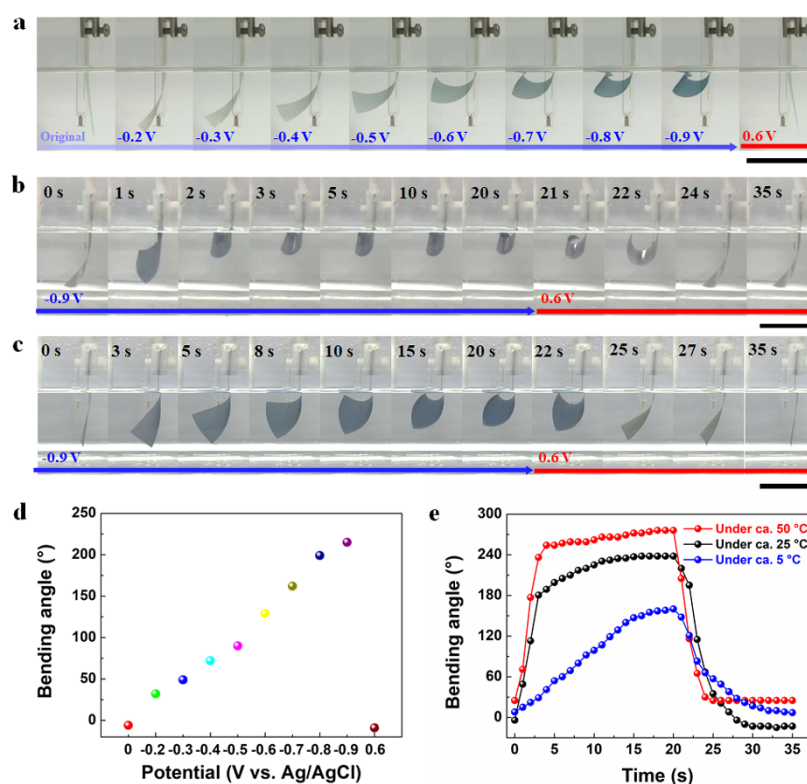 a
Original
-0.2 V
-0.3 V
-0.4 V
-0.5 V
-0.6 V
-0.7 V
-0.8 V
-0.9 V
0.6 V
b
0 s
1 s
2 s
3 s
5 s
10 s
20 s
21 s
22 s
24 s
35 s
-0.9 V
0.6 V
c
0 s
3 s
5 s
8 s
10 s
15 s
20 s
22 s
25 s
27 s
35 s
-0.9 V
0.6 V
d
Bending angle (°)
250
200
150
100
50
0
0 -0.2 -0.3 -0.4 -0.5 -0.6 -0.7 -0.8 -0.9 0.6
Potential (V vs. Ag/AgCl)
e
Bending angle (°)
300
240
180
120
60
0
Under ca. 50 °C
Under ca. 25 °C
Under ca. 5 °C
0 5 10 15 20 25 30 35
Time (s)